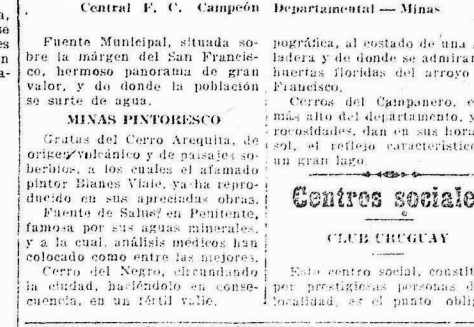 Central F. C. Campeón Departamental — Minas
Fuente Municipal, situada so-
bre la márgen del San Francis-
co, hermoso panorama de gran
valor, y do donde la población
se surte de agua.
MINAS PINTORESCO
Grutas del Cerro Arequita, de
origen volcánico y de paisajes so-
berbios, a los cuales el afamado
pintor Blanes Viale, ya ha repro-
ducido en sus apreciadas obras.
Fuente de Salus en Penitente,
famosa por sus aguas minerales,
y a la cual, análisis médicos han
colocado como entre las mejores.
Cerro del Negro, circundando
la ciudad, haciéndolo en conse-
cuencia, en un fértil valle.
pográfica, al costado de una
ladera y de donde se admiran
huertas floridas del arroyo
Francisco.
Cerros del Campanero, e
más alto del departamento, y
rocosidades, dan en sus hora
sol, el reflejo característic
un gran lago.
Centros sociale
CLUB URUGUAY
Este centro social, constit
por prestigiosas personas d
localidad, es el punto oblig